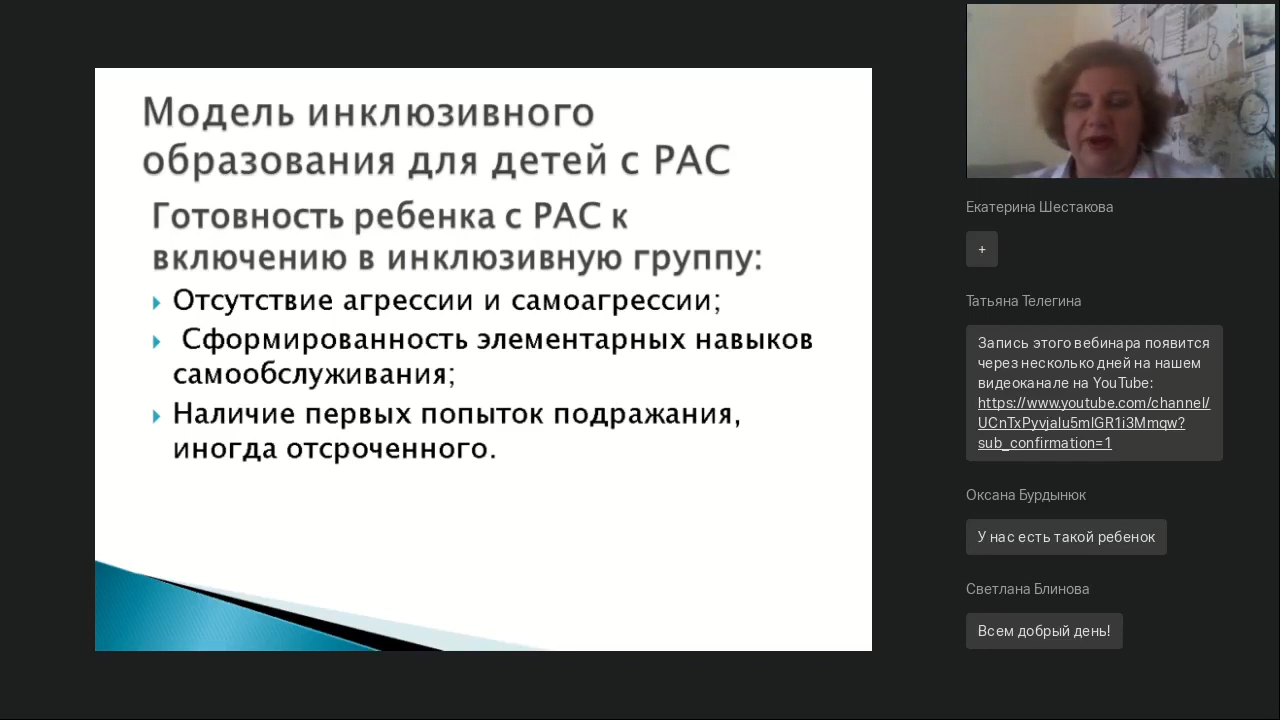 Модель инклюзивного
образования для детей с РАС
Готовность ребенка с РАС к
включению в инклюзивную группу:
Отсутствие агрессии и самоагрессии;
Сформированность элементарных навыков
самообслуживания;
Наличие первых попыток подражания,
иногда отсроченного.
Екатерина Шестакова
+
Татьяна Телегина
Запись этого вебинара появится
через несколько дней на нашем
видеоканале на YouTube:
https://www.youtube.com/channel/
UCnTxPyvjalu5mlGR1i3Mmqw?
sub_confirmation=1
Оксана Бурдынюк
У нас есть такой ребенок
Светлана Блинова
Всем добрый день!